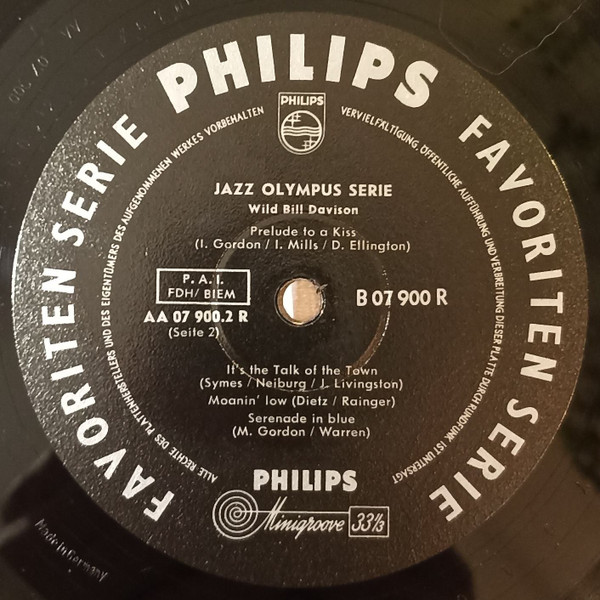 PHILIPS
FAVORITEN SERIE
FAVORITEN SERIE
ALLE RECHTE DES PLATTENHERSTELLERS UND DES EIGENTÜMERS DES AUFGENOMMENEN WERKES VORBEHALTEN
VERVIELFÄLTIGUNG ÖFFENTLICHE AUFFÜHRUNG UND VERBREITUNG DIESER PLATTE DURCH RUNDFUNK IST UNTERSAGT
PHILIPS
JAZZ OLYMPUS SERIE
Wild Bill Davison
Prelude to a Kiss
(I. Gordon / I. Mills / D. Ellington)
P. A. I.
FDH/ BIEM
B 07 900 R
AA 07 900.2 R
(Seite 2)
It's the Talk of the Town
(Symes / Neiburg / J. Livingston)
Moanin' low (Dietz / Rainger)
Serenade in blue
(M. Gordon / Warren)
PHILIPS
Minigroove 33⅓
Made in Germany